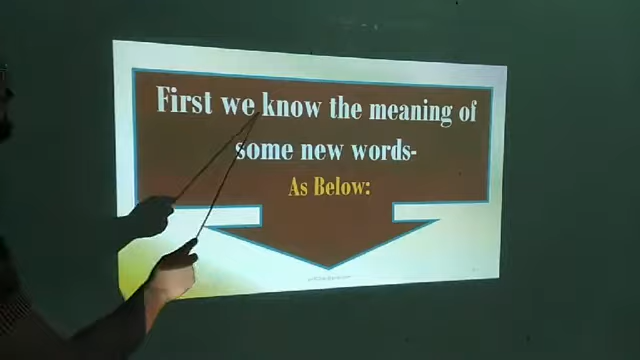 First we know the meaning of
some new words-
As Below: